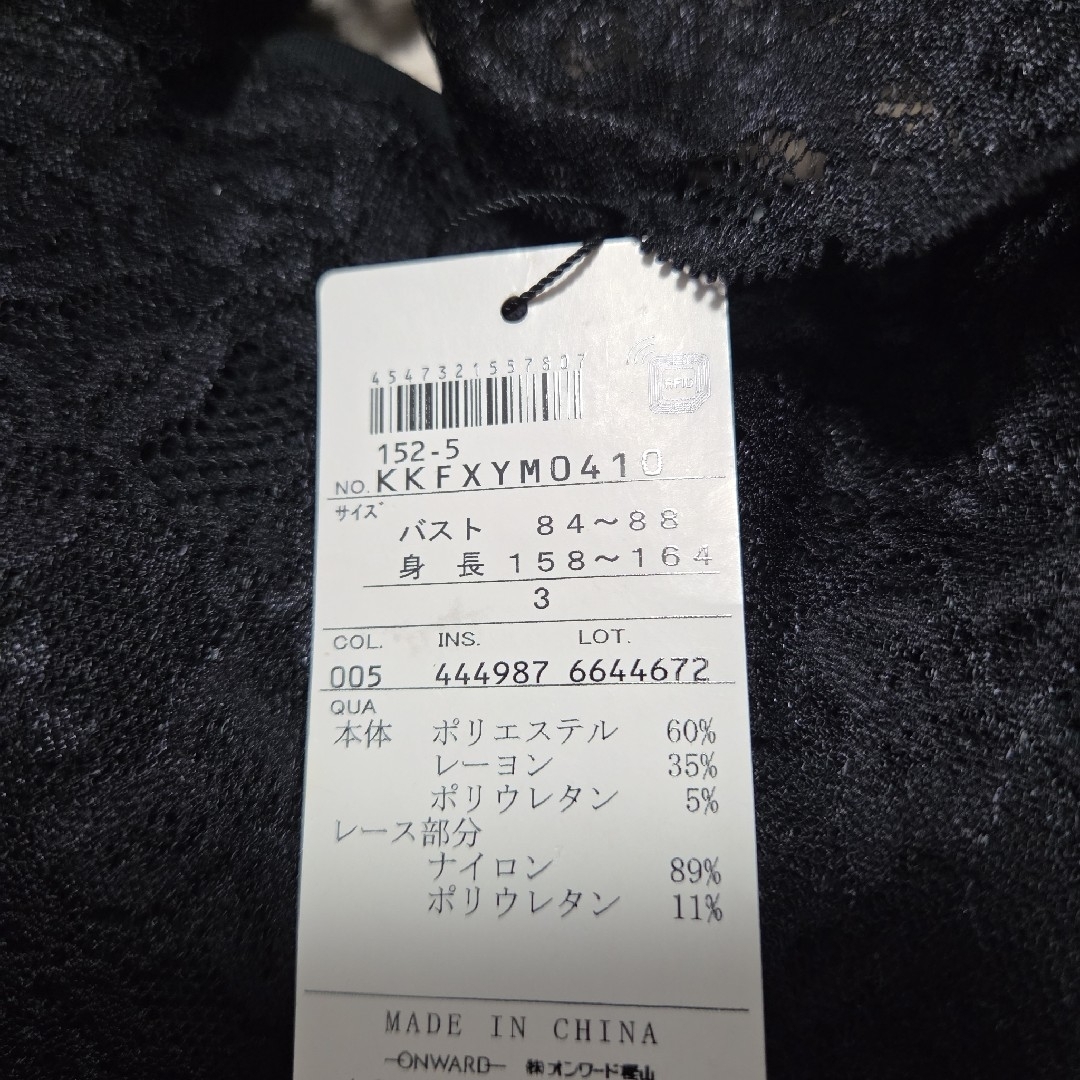 4547321557807
RFID
152-5
NO. KKFXYM0410
サイズ
バスト 84～88
身長 158～164
3
COL. INS. LOT.
005 444987 6644672
QUA
本体 ポリエステル 60%
レーヨン 35%
ポリウレタン 5%
レース部分
ナイロン 89%
ポリウレタン 11%
MADE IN CHINA
ONWARD ㈱オンワード樫山